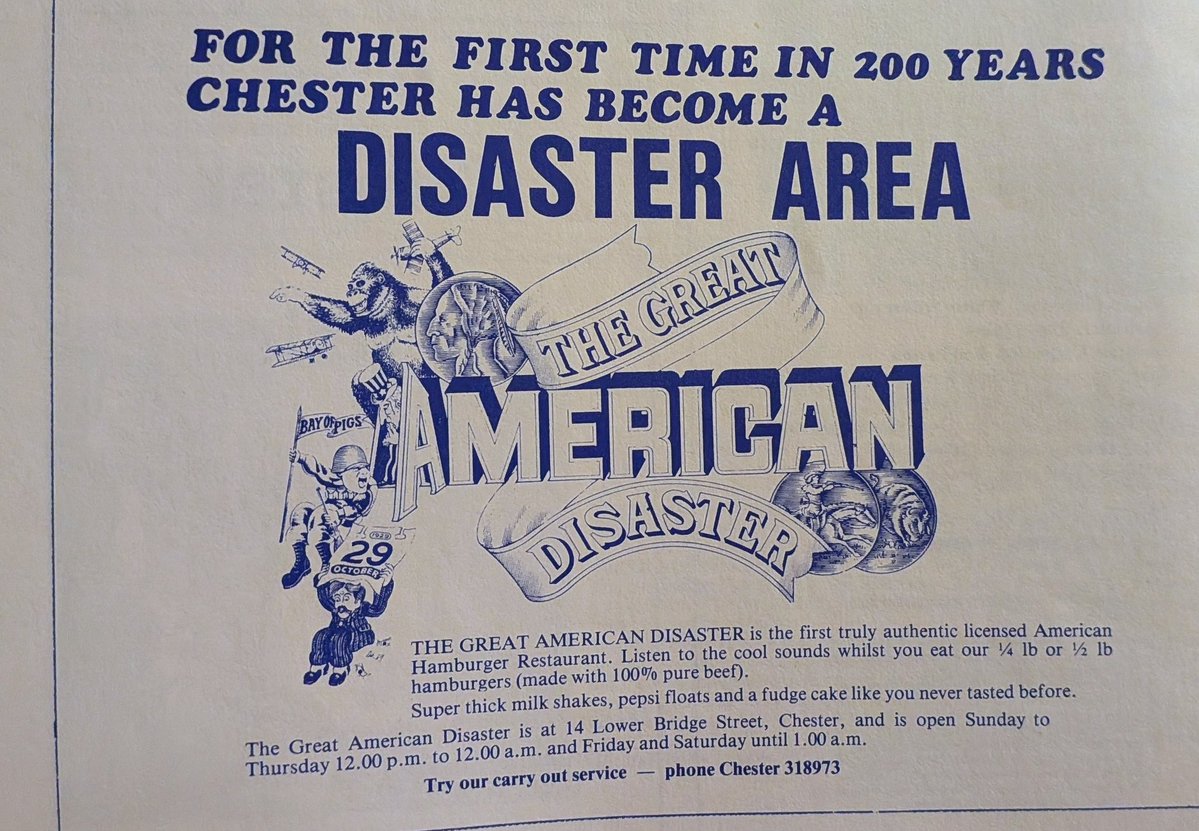 FOR THE FIRST TIME IN 200 YEARS
CHESTER HAS BECOME A
DISASTER AREA
THE GREAT
AMERICAN
BAY OF PIGS
DISASTER
1929
29
OCTOBER
THE GREAT AMERICAN DISASTER is the first truly authentic licensed American
Hamburger Restaurant. Listen to the cool sounds whilst you eat our ¼ lb or ½ lb
hamburgers (made with 100% pure beef).
Super thick milk shakes, pepsi floats and a fudge cake like you never tasted before.
The Great American Disaster is at 14 Lower Bridge Street, Chester, and is open Sunday to
Thursday 12.00 p.m. to 12.00 a.m. and Friday and Saturday until 1.00 a.m.
Try our carry out service — phone Chester 318973